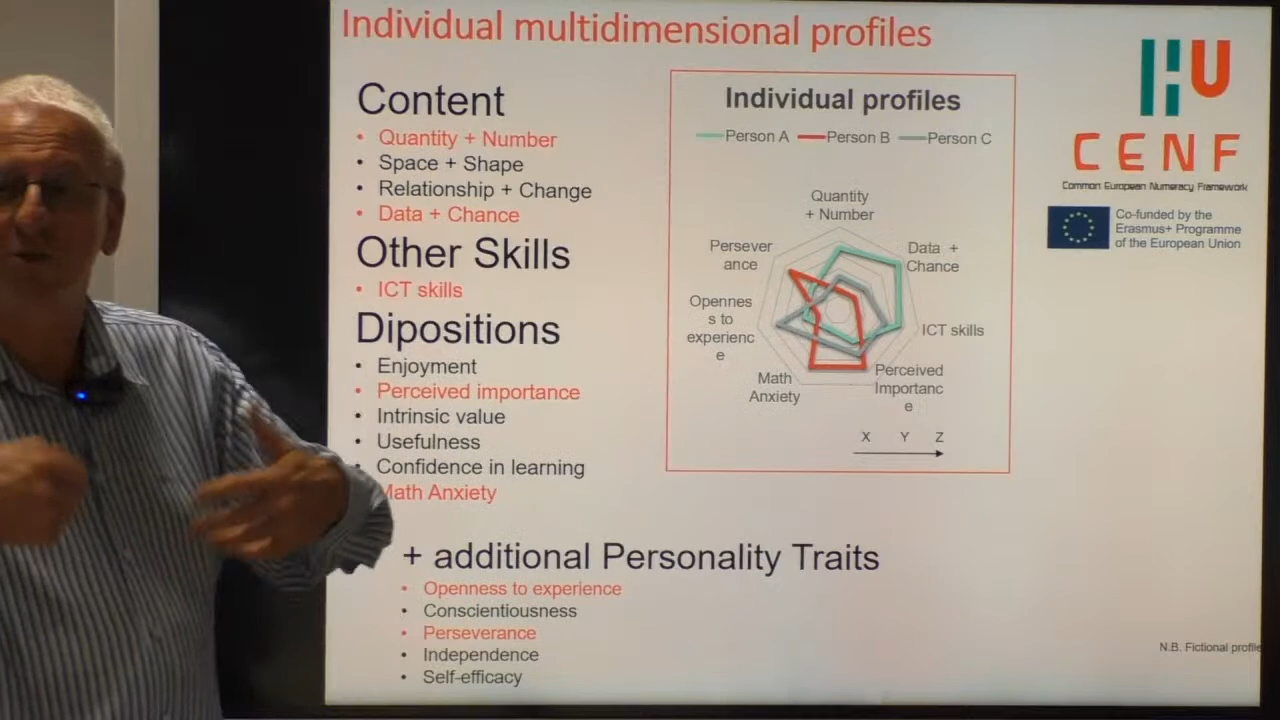 Individual multidimensional profiles
Content
• Quantity + Number
• Space + Shape
• Relationship + Change
• Data + Chance
Other Skills
• ICT skills
Dipositions
• Enjoyment
• Perceived importance
• Intrinsic value
• Usefulness
• Confidence in learning
Math Anxiety
+ additional Personality Traits
• Openness to experience
• Conscientiousness
• Perseverance
• Independence
• Self-efficacy
Individual profiles
Person A Person B Person C
Quantity
+ Number
Data +
Chance
ICT skills
Perceived
Importanc
e
Math
Anxiety
Opennes
s to
experienc
e
Persever
ance
X Y Z
HU
CENF
Common European Numeracy Framework
Co-funded by the
Erasmus+ Programme
of the European Union
N.B. Fictional profile